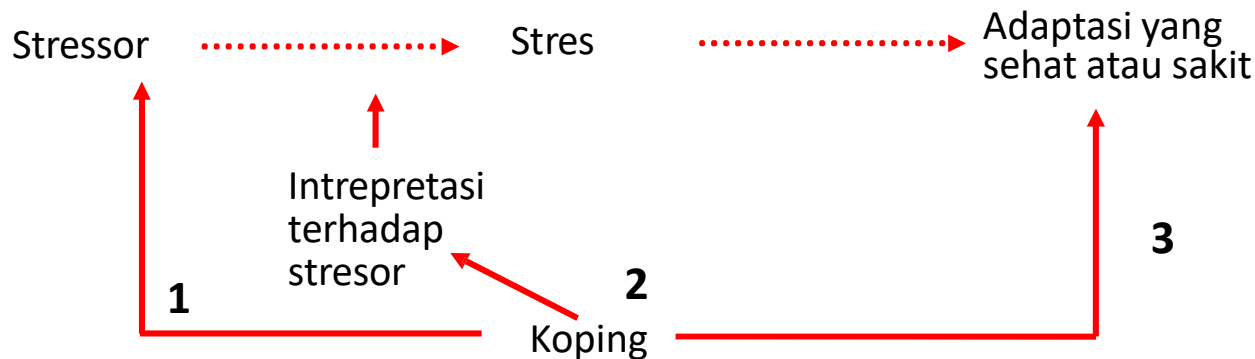 Stressor
Stres
Adaptasi yang
sehat atau sakit
Intrepretasi
terhadap
stresor
1
2
3
Koping